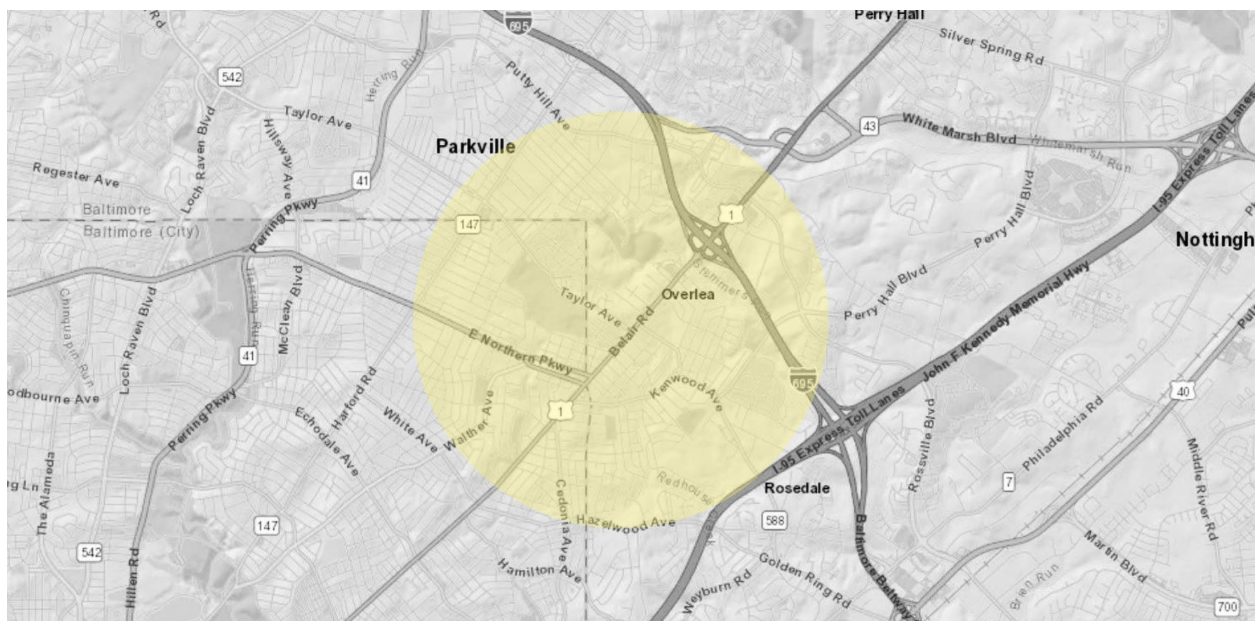 Perry Hall
Rd
695
Silver Spring Rd
542
Herring Run
Putty Hill Ave
Taylor Ave
Loch Raven Blvd
Hillsway Ave
43
White Marsh Blvd
Whitemarsh Run
I-95 Express Toll Lanes
Parkville
Regester Ave
41
Perring Pkwy
Perry Hall Blvd
Baltimore
Baltimore (City)
147
1
Nottingh
Stemmers
Overlea
Taylor Ave
Belair Rd
Perry Hall Blvd
John F Kennedy Memorial Hwy
Chinquapin Run
Loch Raven Blvd
Herring Run
McClean Blvd
41
E Northern Pkwy
Kenwood Ave
695
40
odbourne Ave
Perring Pkwy
Echodale Ave
Harford Rd
White Ave
Walther Ave
1
I-95 Express Toll Lanes
Rossville Blvd
Philadelphia Rd
Middle River Rd
ng Ln
The Alameda
Cedonia Ave
Redhouse
Creek
Rosedale
7
147
Hazelwood Ave
588
Baltimore Beltway
542
Hillen Rd
Hamilton Ave
Weyburn Rd
Golden Ring Rd
Brien Run
Martin Blvd
700